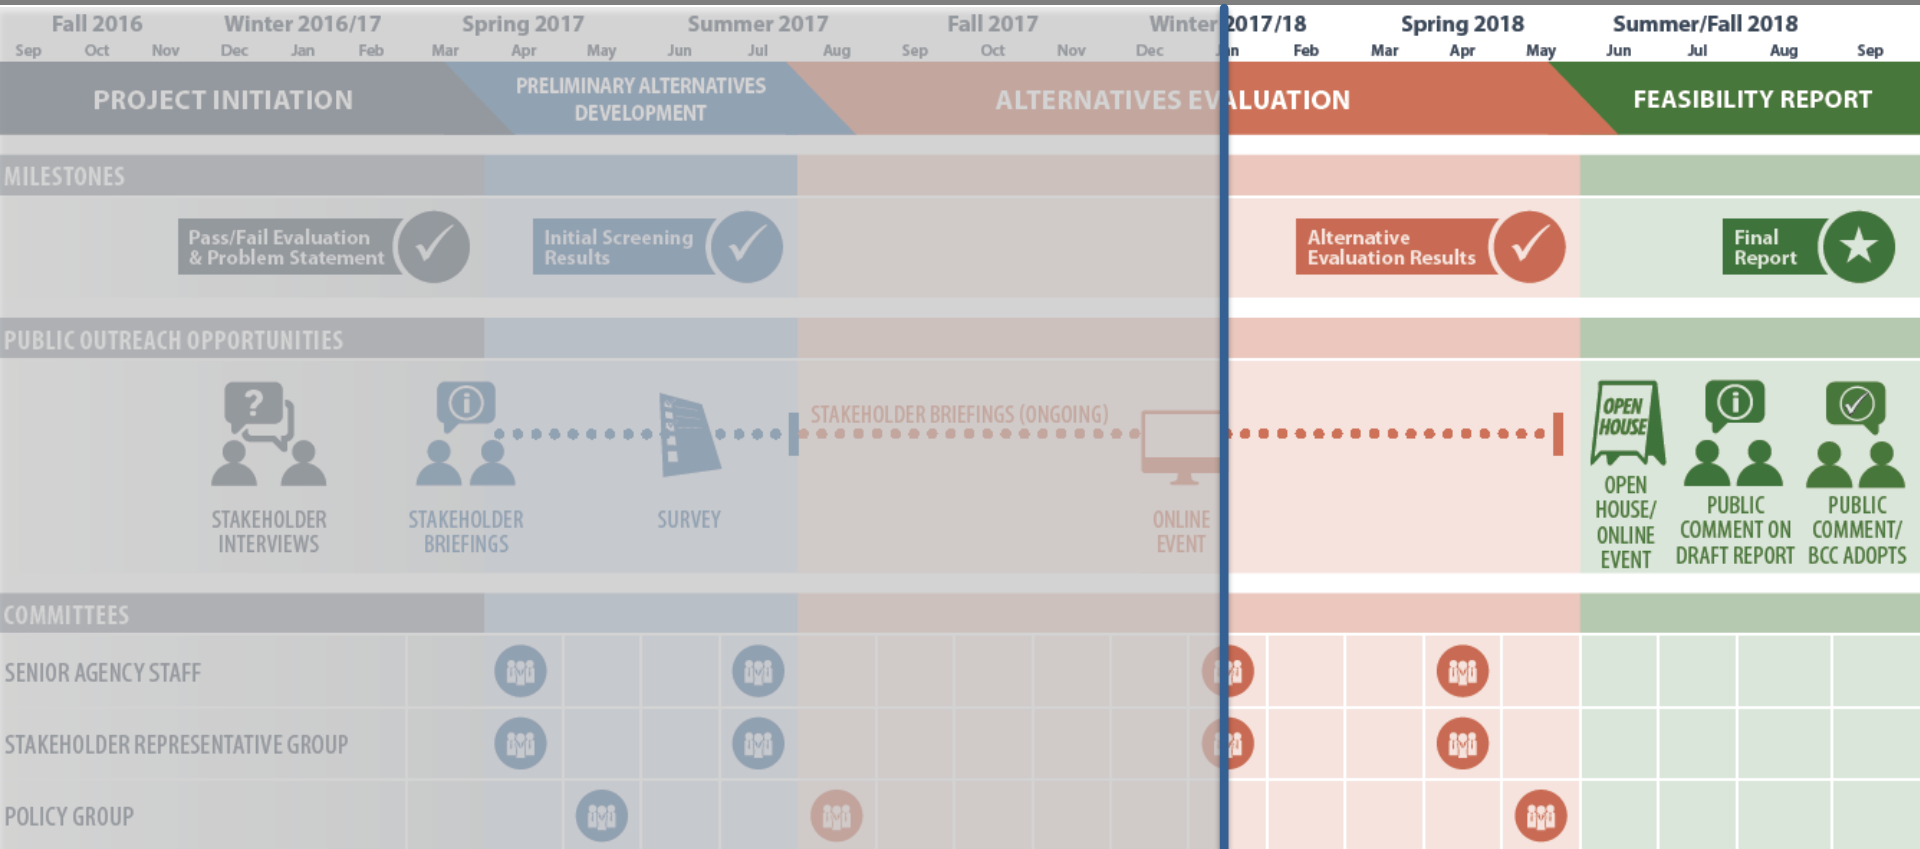 Fall 2016 Winter 2016/17 Spring 2017 Summer 2017 Fall 2017 Winter 2017/18 Spring 2018 Summer/Fall 2018
Sep Oct Nov Dec Jan Feb Mar Apr May Jun Jul Aug Sep Oct Nov Dec Jan Feb Mar Apr May Jun Jul Aug Sep
PROJECT INITIATION
PRELIMINARY ALTERNATIVES
DEVELOPMENT
ALTERNATIVES EVALUATION
FEASIBILITY REPORT
MILESTONES
Pass/Fail Evaluation
& Problem Statement
Initial Screening
Results
Alternative
Evaluation Results
Final
Report
PUBLIC OUTREACH OPPORTUNITIES
?
STAKEHOLDER
INTERVIEWS
i
STAKEHOLDER
BRIEFINGS
SURVEY
STAKEHOLDER BRIEFINGS (ONGOING)
ONLINE
EVENT
OPEN
HOUSE
OPEN
HOUSE/
ONLINE
EVENT
i
PUBLIC
COMMENT ON
DRAFT REPORT
PUBLIC
COMMENT/
BCC ADOPTS
COMMITTEES
SENIOR AGENCY STAFF
STAKEHOLDER REPRESENTATIVE GROUP
POLICY GROUP